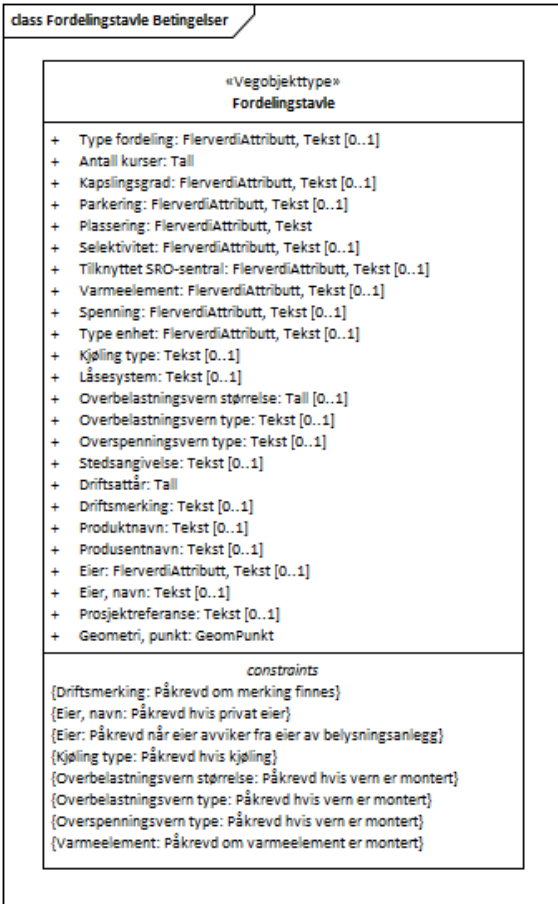 class Fordelingstavle Betingelser
«Vegobjekttype»
Fordelingstavle
+ Type fordeling: FlerverdiAttributt, Tekst [0..1]
+ Antall kurser: Tall
+ Kapslingsgrad: FlerverdiAttributt, Tekst [0..1]
+ Parkering: FlerverdiAttributt, Tekst [0..1]
+ Plassering: FlerverdiAttributt, Tekst
+ Selektivitet: FlerverdiAttributt, Tekst [0..1]
+ Tilknyttet SRO-sentral: FlerverdiAttributt, Tekst [0..1]
+ Varmeelement: FlerverdiAttributt, Tekst [0..1]
+ Spenning: FlerverdiAttributt, Tekst [0..1]
+ Type enhet: FlerverdiAttributt, Tekst [0..1]
+ Kjøling type: Tekst [0..1]
+ Låsesystem: Tekst [0..1]
+ Overbelastningsvern størrelse: Tall [0..1]
+ Overbelastningsvern type: Tekst [0..1]
+ Overspenningsvern type: Tekst [0..1]
+ Stedsangivelse: Tekst [0..1]
+ Driftsattår: Tall
+ Driftsmerking: Tekst [0..1]
+ Produktnavn: Tekst [0..1]
+ Produsentnavn: Tekst [0..1]
+ Eier: FlerverdiAttributt, Tekst [0..1]
+ Eier, navn: Tekst [0..1]
+ Prosjektreferanse: Tekst [0..1]
+ Geometri, punkt: GeomPunkt
constraints
{Driftsmerking: Påkrevd om merking finnes}
{Eier, navn: Påkrevd hvis privat eier}
{Eier: Påkrevd når eier avviker fra eier av belysningsanlegg}
{Kjøling type: Påkrevd hvis kjøling}
{Overbelastningsvern størrelse: Påkrevd hvis vern er montert}
{Overbelastningsvern type: Påkrevd hvis vern er montert}
{Overspenningsvern type: Påkrevd hvis vern er montert}
{Varmeelement: Påkrevd om varmeelement er montert}